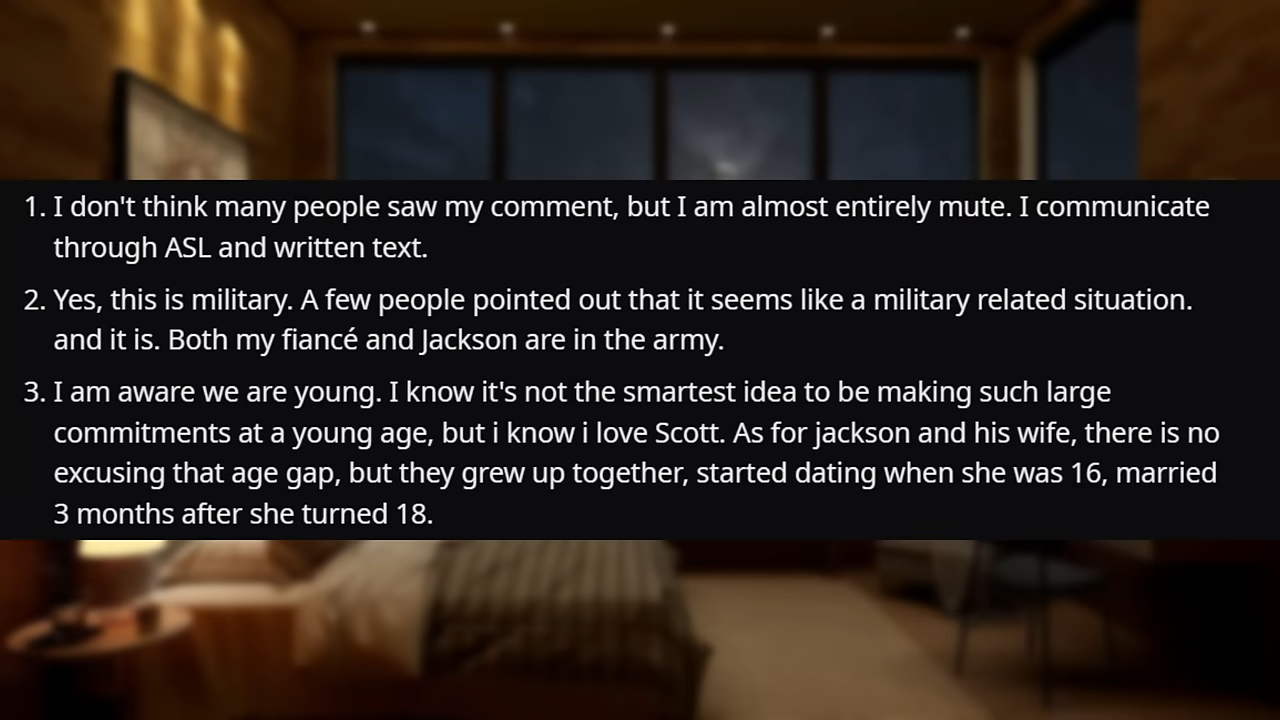 1. I don't think many people saw my comment, but I am almost entirely mute. I communicate
through ASL and written text.
2. Yes, this is military. A few people pointed out that it seems like a military related situation.
and it is. Both my fiancé and Jackson are in the army.
3. I am aware we are young. I know it's not the smartest idea to be making such large
commitments at a young age, but i know i love Scott. As for jackson and his wife, there is no
excusing that age gap, but they grew up together, started dating when she was 16, married
3 months after she turned 18.